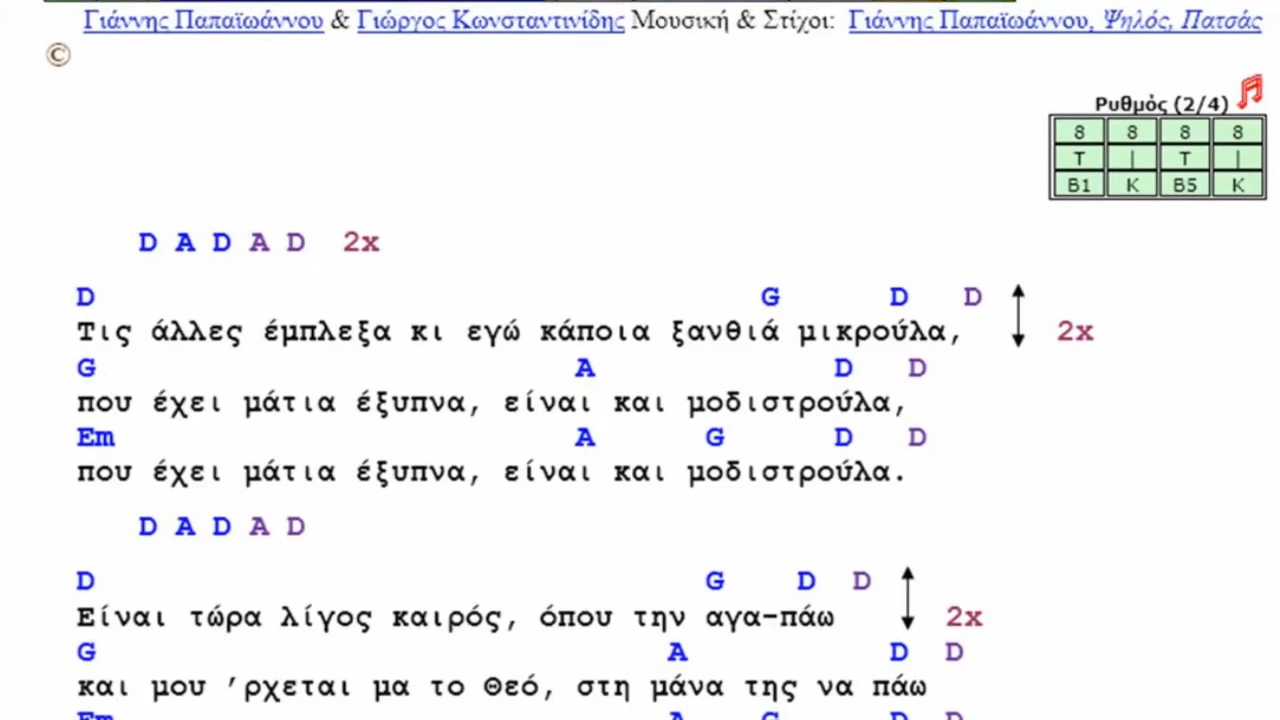 Γιάννης Παπαϊωάννου & Γιώργος Κωνσταντινίδης Μουσική & Στίχοι: Γιάννης Παπαϊωάννου, Ψηλός, Πατσάς
©
Ρυθμός (2/4)
8 8 8 8
T | T |
B1 K B5 K
D A D A D 2x
D G D D
Τις άλλες έμπλεξα κι εγώ κάποια ξανθιά μικρούλα, 2x
G A D D
που έχει μάτια έξυπνα, είναι και μοδιστρούλα,
Em A G D D
που έχει μάτια έξυπνα, είναι και μοδιστρούλα.
D A D A D
D G D D
Είναι τώρα λίγος καιρός, όπου την αγα-πάω 2x
G A D D
και μου ’ρχεται μα το Θεό, στη μάνα της να πάω
Em A G D D